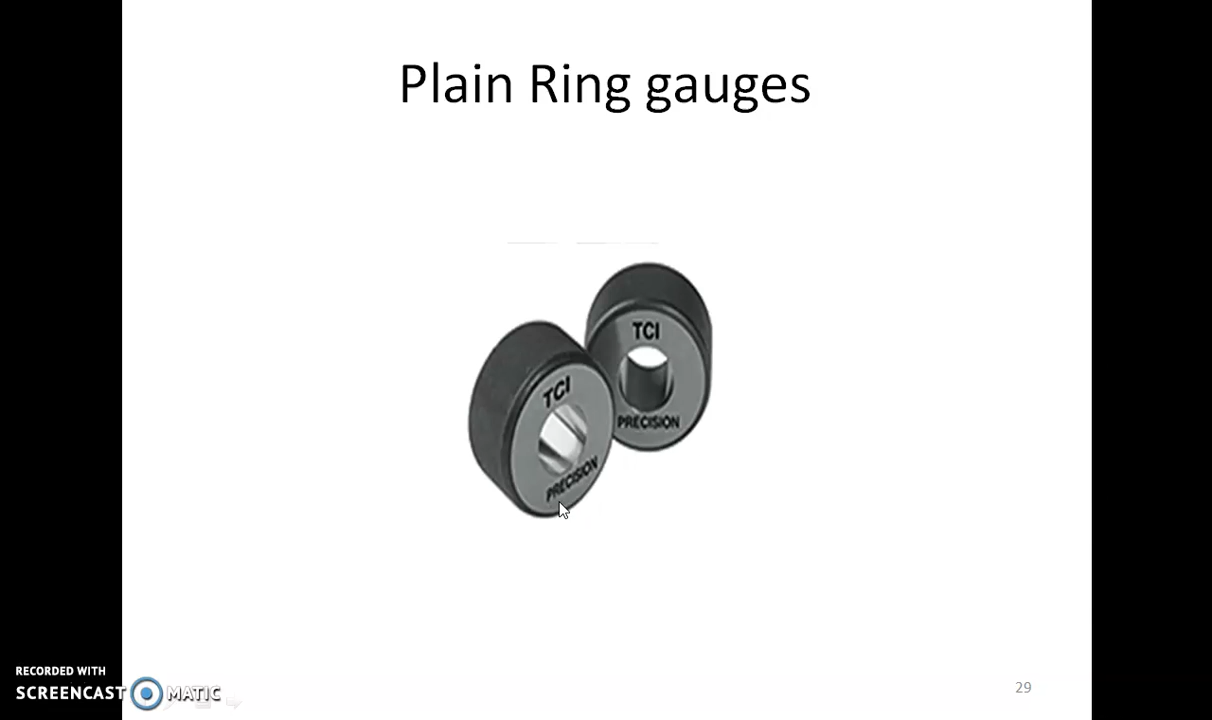 Plain Ring gauges
TCI
PRECISION
TCI
PRECISION
RECORDED WITH
SCREENCAST MATIC
29